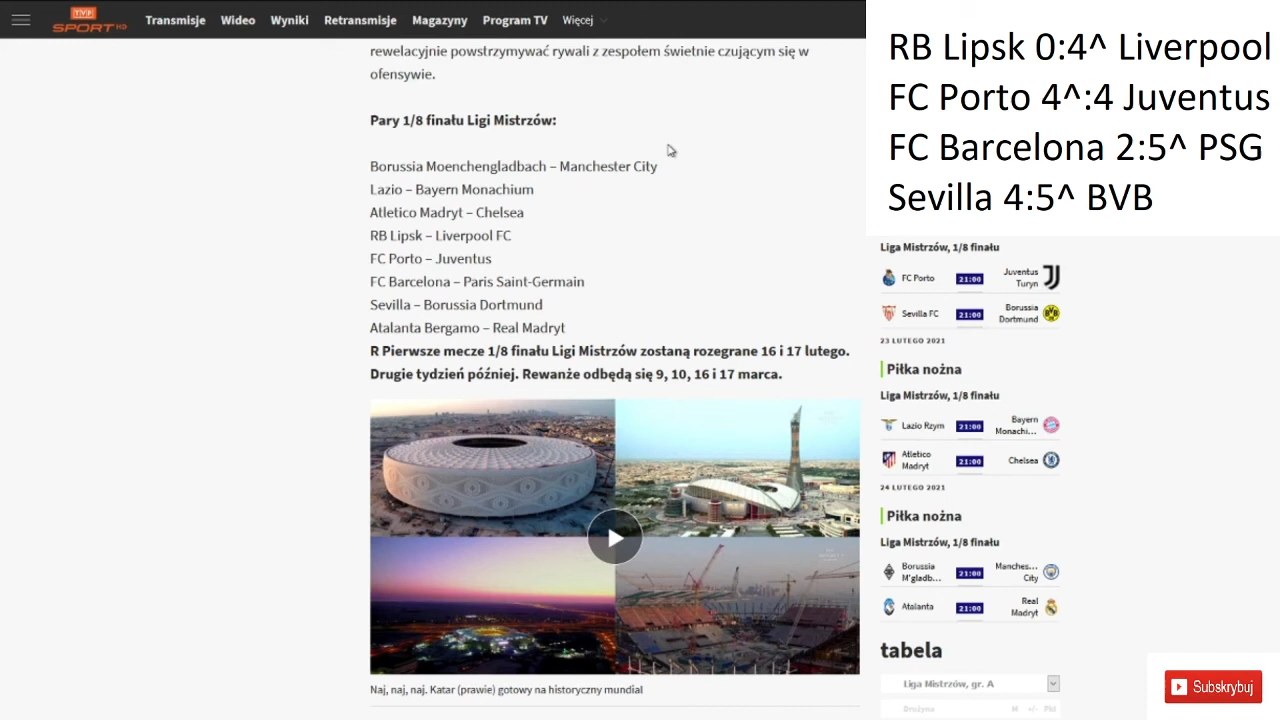 TVP
SPORT HD
Transmisje
Wideo
Wyniki
Retransmisje
Magazyny
Program TV
Więcej
rewelacyjnie powstrzymywać rywali z zespołem świetnie czującym się w
ofensywie.
Pary 1/8 finału Ligi Mistrzów:
Borussia Moenchengladbach – Manchester City
Lazio – Bayern Monachium
Atletico Madryt – Chelsea
RB Lipsk – Liverpool FC
FC Porto – Juventus
FC Barcelona – Paris Saint-Germain
Sevilla – Borussia Dortmund
Atalanta Bergamo – Real Madryt
R Pierwsze mecze 1/8 finału Ligi Mistrzów zostaną rozegrane 16 i 17 lutego.
Drugie tydzień później. Rewanże odbędą się 9, 10, 16 i 17 marca.
Naj, naj, naj. Katar (prawie) gotowy na historyczny mundial
RB Lipsk 0:4^ Liverpool
FC Porto 4^:4 Juventus
FC Barcelona 2:5^ PSG
Sevilla 4:5^ BVB
Liga Mistrzów, 1/8 finału
FC Porto 21:00 Juventus Turyn
Sevilla FC 21:00 Borussia Dortmund
23 LUTEGO 2021
Piłka nożna
Liga Mistrzów, 1/8 finału
Lazio Rzym 21:00 Bayern Monachi...
Atletico Madryt 21:00 Chelsea
24 LUTEGO 2021
Piłka nożna
Liga Mistrzów, 1/8 finału
Borussia M'gladb... 21:00 Manches... City
Atalanta 21:00 Real Madryt
tabela
Liga Mistrzów, gr. A
Drużyna M +/- Pkt
Subskrybuj